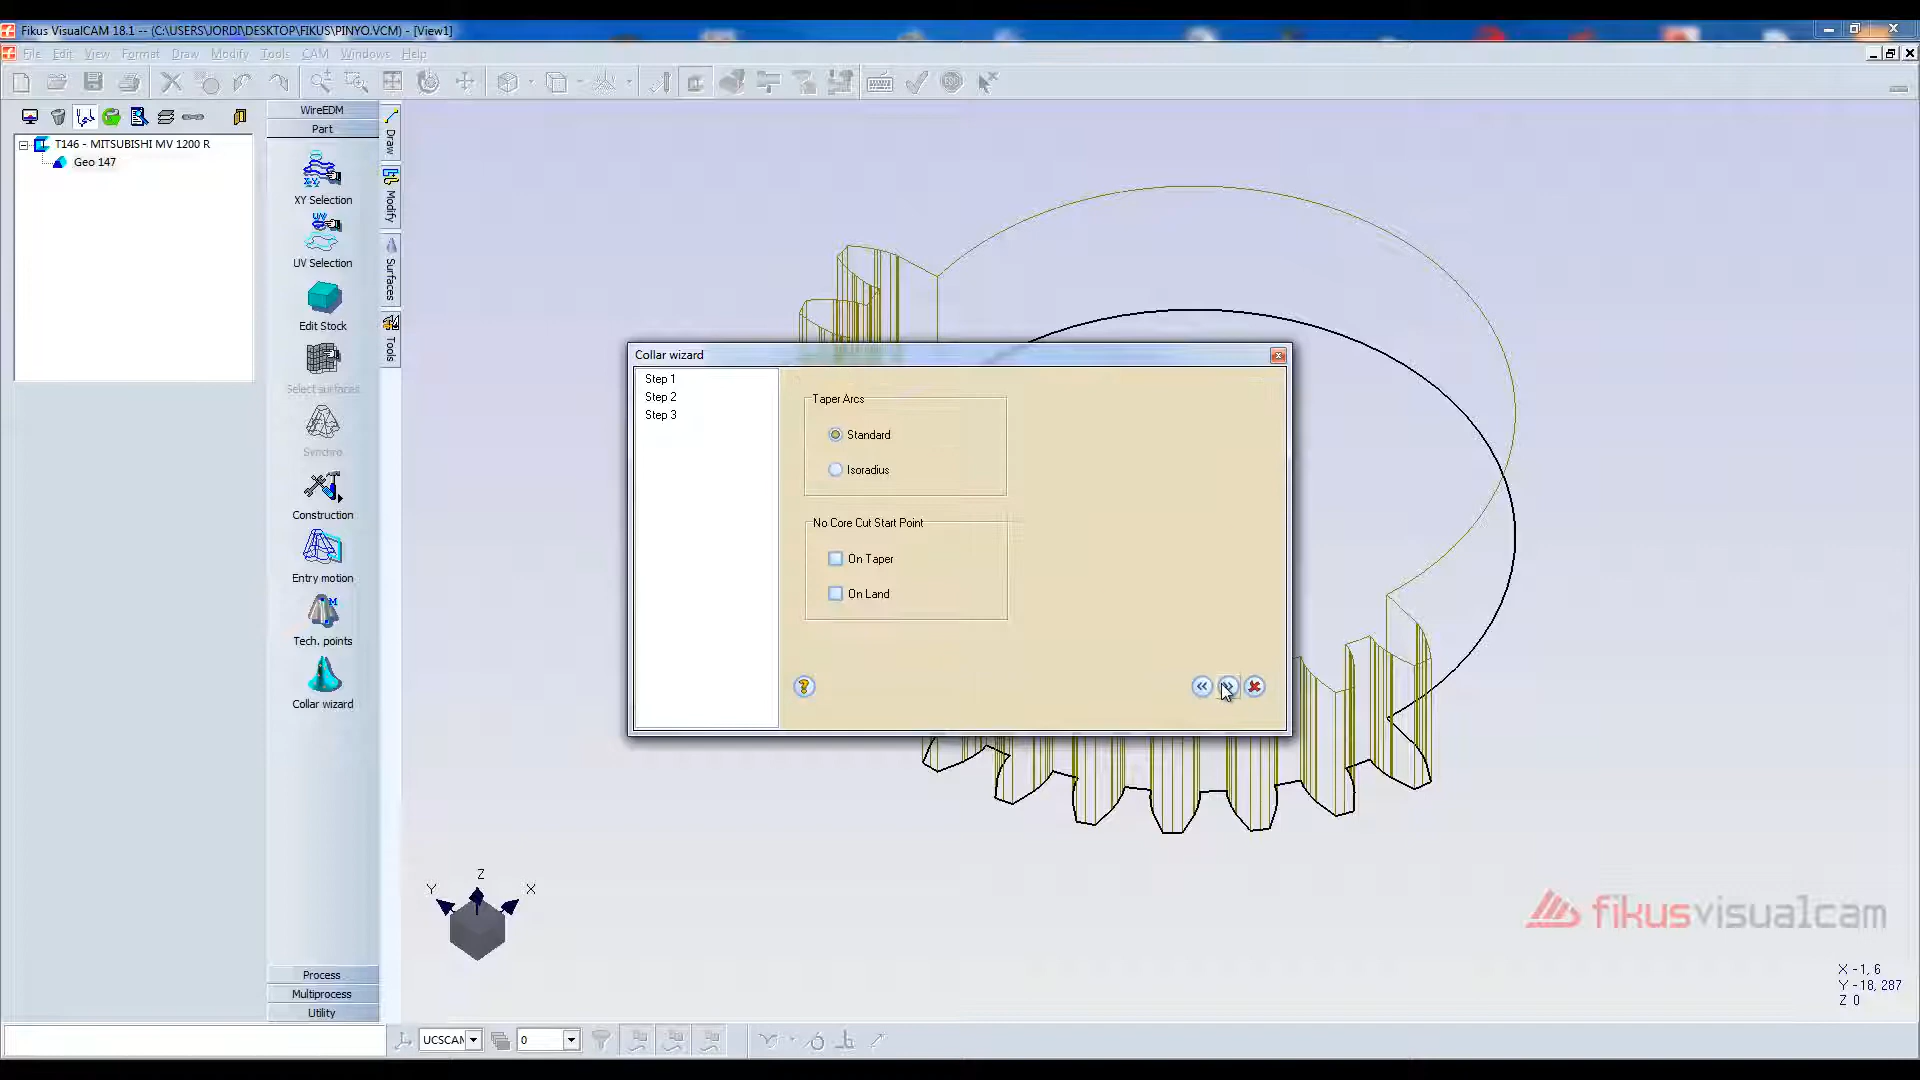 Fikus VisualCAM 18.1 -- (C:\USERS\JORDI\DESKTOP\FIKUS\PINYO.VCM) - [View1]
File Edit View Format Draw Modify Tools CAM Windows Help
T146 - MITSUBISHI MV 1200 R
Geo 147
WireEDM
Part
XY Selection
UV Selection
Edit Stock
Select surfaces
Synchro
Construction
Entry motion
Tech. points
Collar wizard
Process
Multiprocess
Utility
Draw
Modify
Surfaces
Tools
Collar wizard
Step 1
Step 2
Step 3
Taper Arcs
Standard
Isoradius
No Core Cut Start Point
On Taper
On Land
Z
Y
X
fikusvisualcam
X -1, 6
Y -18, 287
Z 0
UCSCAM
0